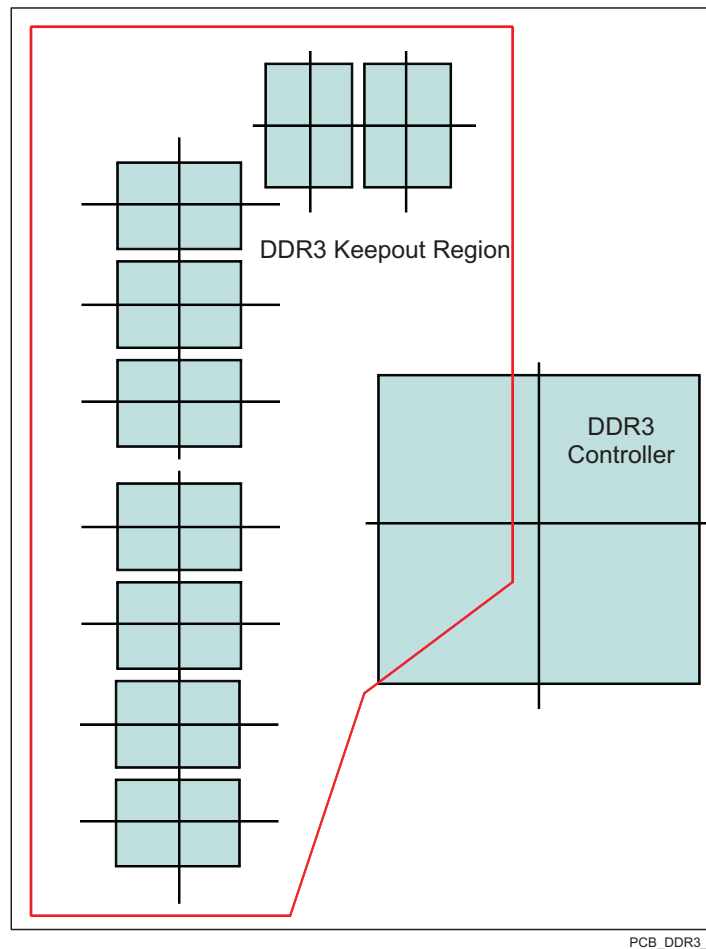 DDR3 Keepout Region
DDR3
Controller
PCB_DDR3_